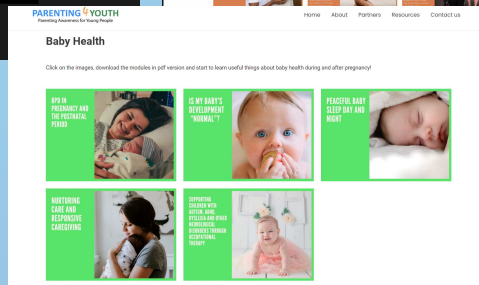 PARENTING 4 YOUTH
Parenting Awareness for Young People
Home About Partners Resources Contact us
Baby Health
Click on the images, download the modules in pdf version and start to learn useful things about baby health during and after pregnancy!
BPD IN
PREGNANCY AND
THE POSTNATAL
PERIOD
IS MY BABY'S
DEVELOPMENT
"NORMAL"?
PEACEFUL BABY
SLEEP DAY AND
NIGHT
NURTURING
CARE AND
RESPONSIVE
CAREGIVING
SUPPORTING
CHILDREN WITH
AUTISM, ADHD,
DYSLEXIA AND OTHER
NEUROLOGICAL
DISORDERS THROUGH
OCCUPATIONAL
THERAPY